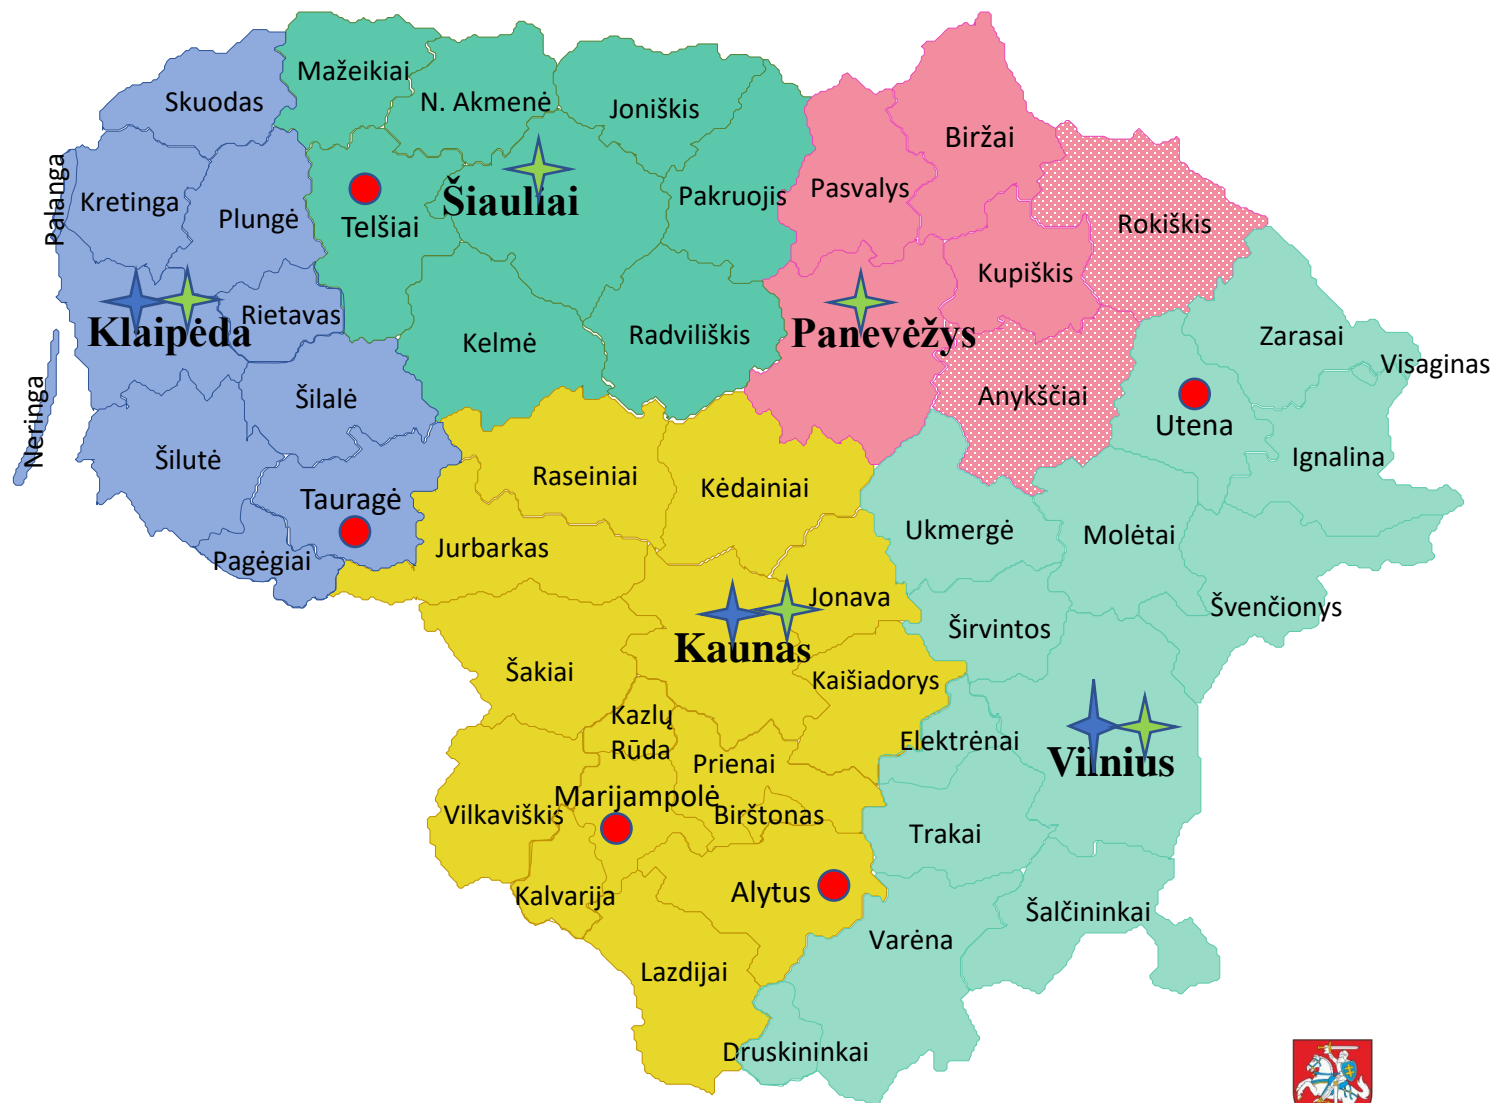 Mažeikiai
Skuodas
N. Akmenė
Joniškis
Biržai
Palanga
Kretinga
Plungė
Telšiai
Šiauliai
Pakruojis
Pasvalys
Rokiškis
Kupiškis
Klaipėda
Rietavas
Kelmė
Radviliškis
Panevėžys
Zarasai
Visaginas
Neringa
Šilalė
Anykščiai
Utena
Šilutė
Ignalina
Raseiniai
Kėdainiai
Tauragė
Ukmergė
Molėtai
Pagėgiai
Jurbarkas
Jonava
Švenčionys
Širvintos
Kaunas
Šakiai
Kaišiadorys
Kazlų
Rūda
Elektrėnai
Prienai
Vilnius
Marijampolė
Vilkaviškis
Birštonas
Trakai
Kalvarija
Alytus
Šalčininkai
Varėna
Lazdijai
Druskininkai